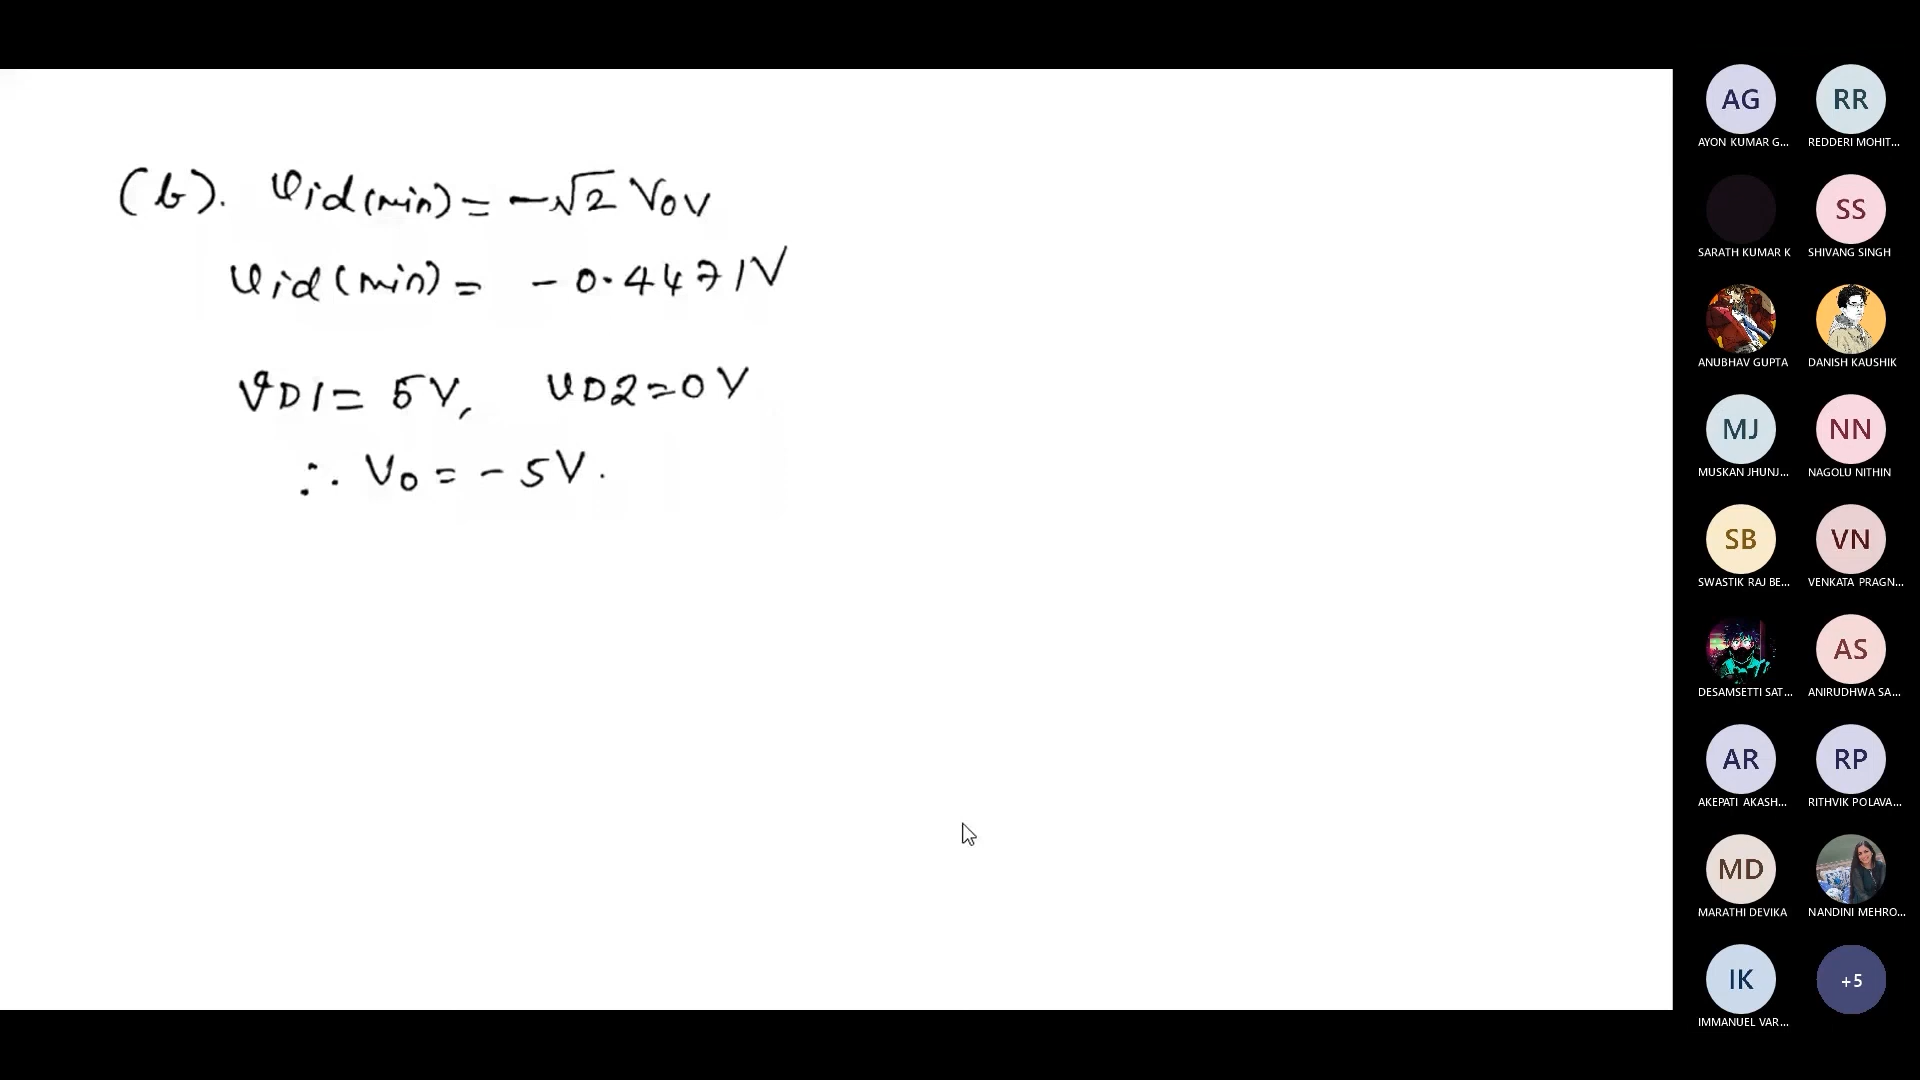 (b). vid(min) = -√2 VOV
vid(min) = -0.4471V
vD1 = 5V, vD2 = 0V
∴ Vo = -5V.
AG
RR
AYON KUMAR G...
REDDERI MOHIT...
SS
SARATH KUMAR K
SHIVANG SINGH
ANUBHAV GUPTA
DANISH KAUSHIK
MJ
NN
MUSKAN JHUNJ...
NAGOLU NITHIN
SB
VN
SWASTIK RAJ BE...
VENKATA PRAGN...
AS
DESAMSETTI SAT...
ANIRUDHWA SA...
AR
RP
AKEPATI AKASH...
RITHVIK POLAVA...
MD
MARATHI DEVIKA
NANDINI MEHRO...
IK
+5
IMMANUEL VAR...